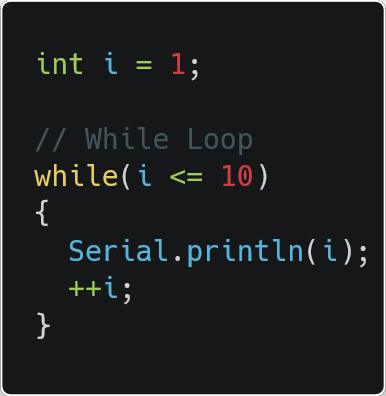 int i = 1;
// While Loop
while(i <= 10)
{
  Serial.println(i);
  ++i;
}